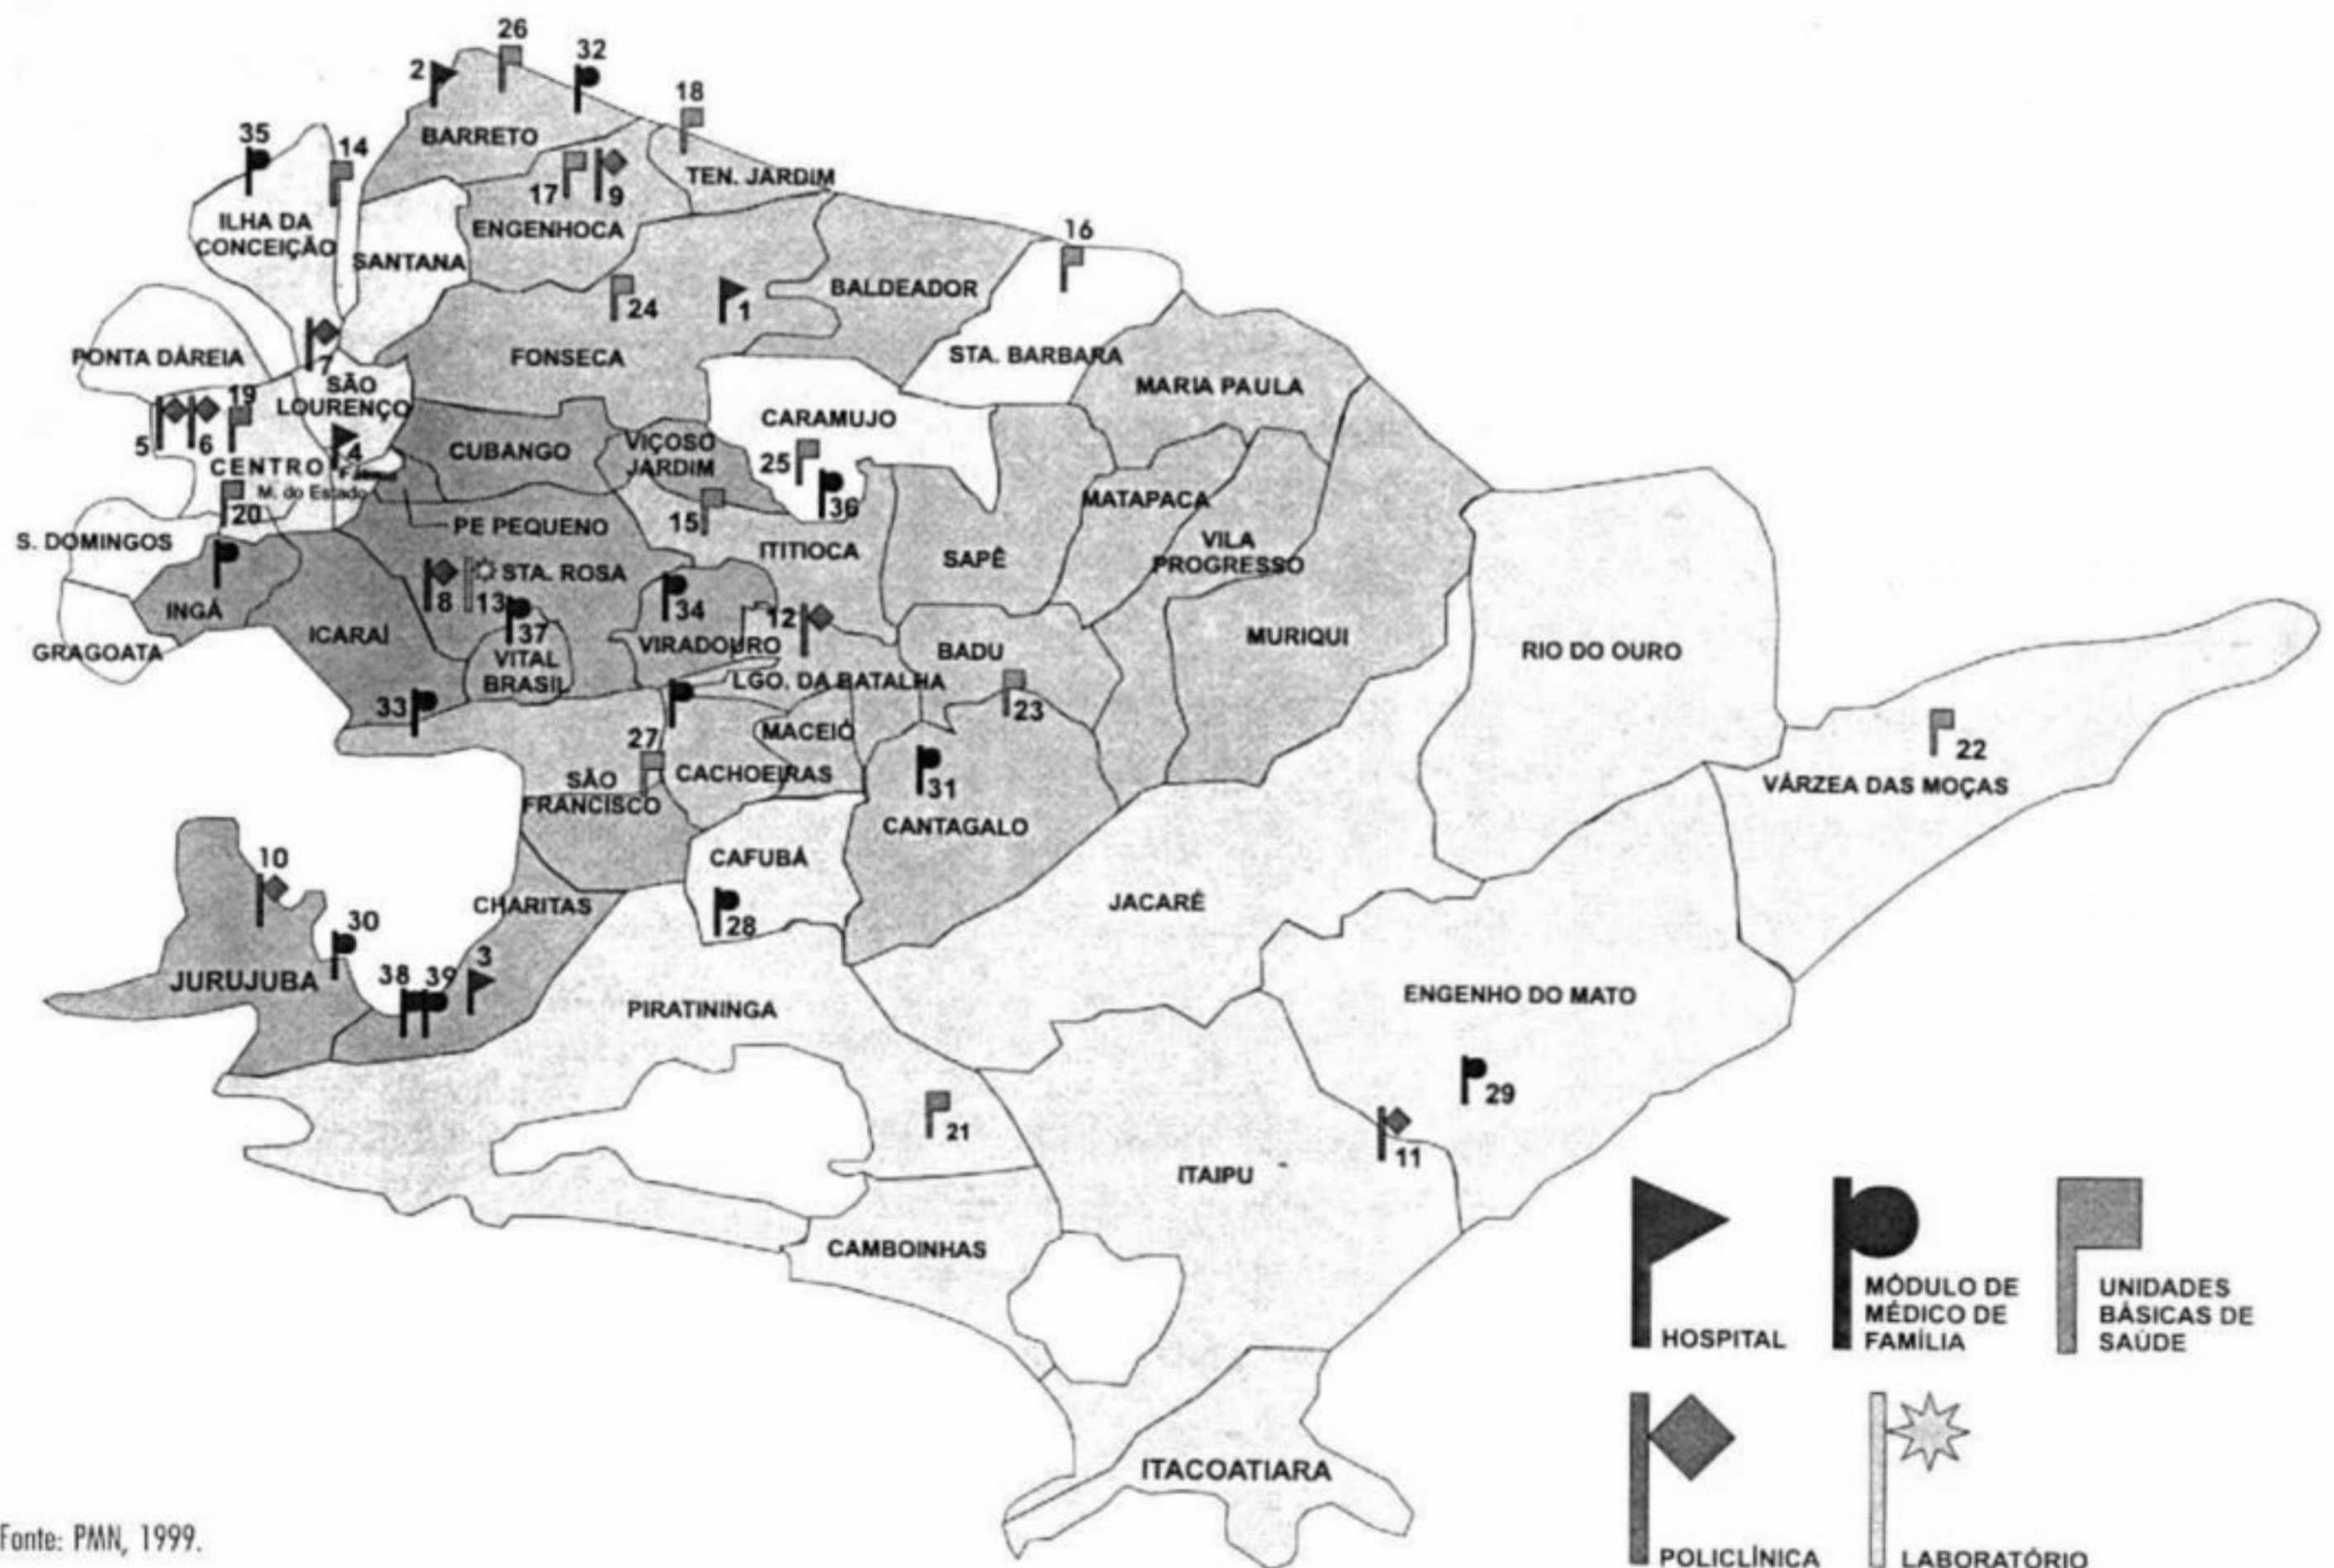 26
32
2
18
BARRETO
35
14
TEN. JARDIM
17
9
ILHA DA
CONCEIÇÃO
ENGENHOCA
SANTANA
16
BALDEADOR
24
1
PONTA DÁREIA
7
FONSECA
STA. BARBARA
SÃO
LOURENÇO
MARIA PAULA
19
5
6
CARAMUJO
4
CUBANGO
VIÇOSO
JARDIM
25
CENTRO
M. do Estado
20
36
MATAPACA
15
PE PEQUENO
S. DOMINGOS
ITITIOCA
SAPÊ
VILA
PROGRESSO
STA. ROSA
8
13
34
INGÁ
37
12
ICARAÍ
VIRADOURO
MURIQUI
GRAGOATA
VITAL
BRASIL
BADU
RIO DO OURO
LGO. DA BATALHA
33
23
27
MACEIÓ
22
SÃO
FRANCISCO
CACHOEIRAS
31
VÁRZEA DAS MOÇAS
CANTAGALO
10
CAFUBÁ
CHARITAS
28
JACARÉ
30
3
38
39
JURUJUBA
PIRATININGA
ENGENHO DO MATO
29
21
11
ITAIPU
CAMBOINHAS
HOSPITAL
MÓDULO DE
MÉDICO DE
FAMÍLIA
UNIDADES
BÁSICAS DE
SAÚDE
ITACOATIARA
POLICLÍNICA
LABORATÓRIO
Fonte: PMN, 1999.